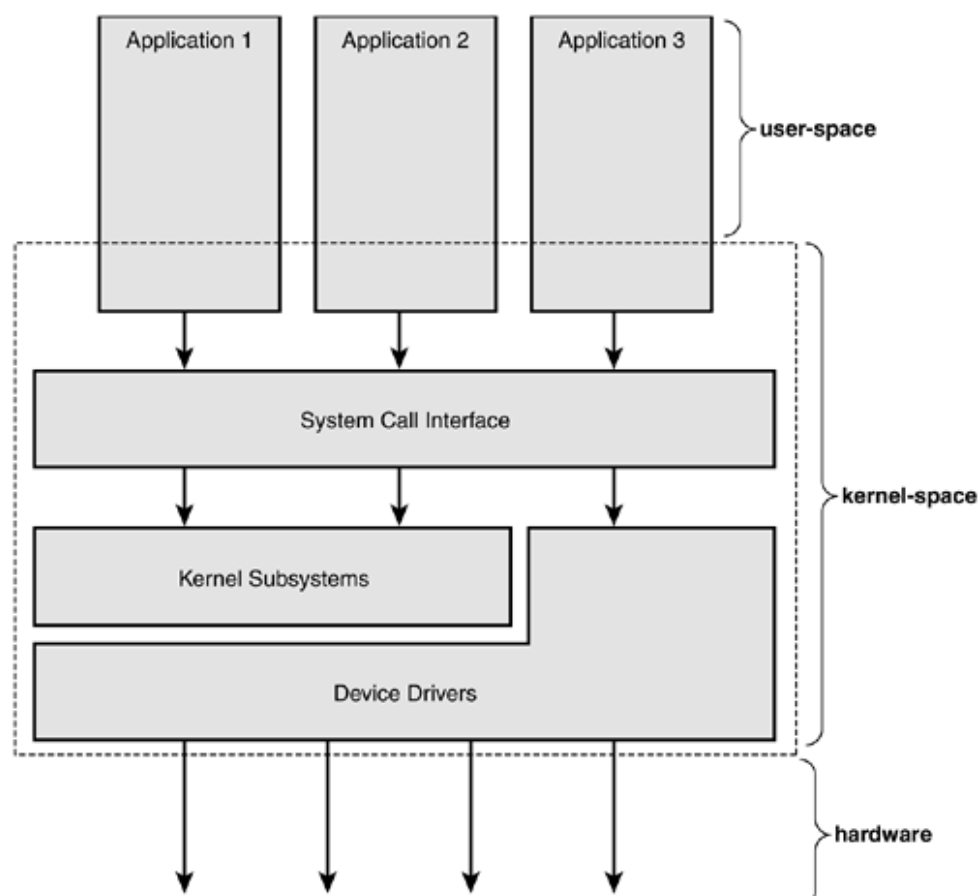 Application 1
Application 2
Application 3
user-space
System Call Interface
kernel-space
Kernel Subsystems
Device Drivers
hardware